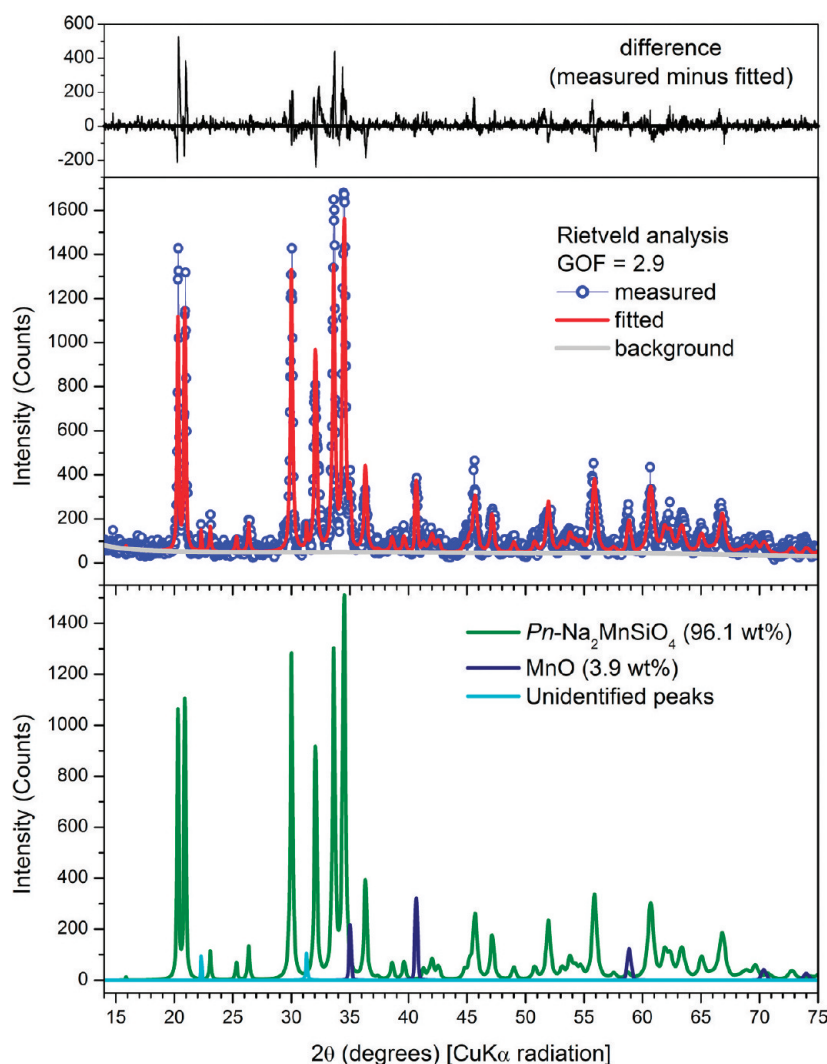 600
400
200
0
-200
difference
(measured minus fitted)
1600
1400
1200
1000
800
600
400
200
0
Intensity (Counts)
Rietveld analysis
GOF = 2.9
measured
fitted
background
1400
1200
1000
800
600
400
200
0
Intensity (Counts)
Pn-Na₂MnSiO₄ (96.1 wt%)
MnO (3.9 wt%)
Unidentified peaks
15 20 25 30 35 40 45 50 55 60 65 70 75
2θ (degrees) [CuKα radiation]